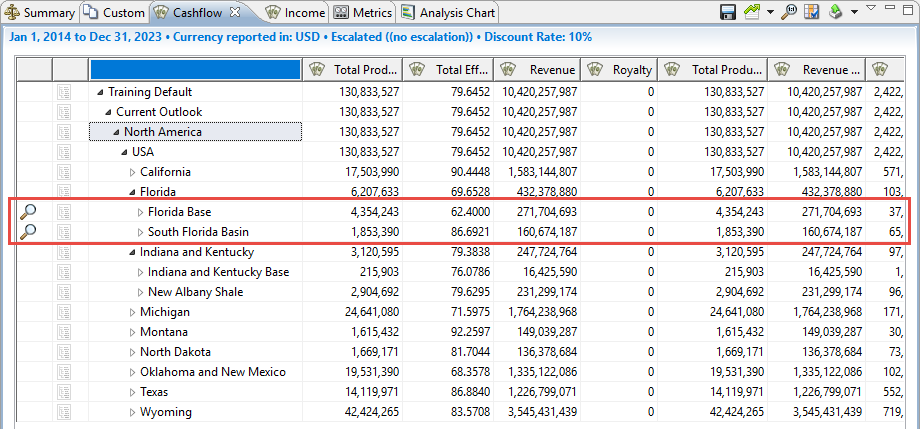 Summary Custom Cashflow Income Metrics Analysis Chart
Jan 1, 2014 to Dec 31, 2023 • Currency reported in: USD • Escalated ((no escalation)) • Discount Rate: 10%
Total Prod... Total Eff... Revenue Royalty Total Produ... Revenue ...
Training Default 130,833,527 79.6452 10,420,257,987 0 130,833,527 10,420,257,987 2,422,
Current Outlook 130,833,527 79.6452 10,420,257,987 0 130,833,527 10,420,257,987 2,422,
North America 130,833,527 79.6452 10,420,257,987 0 130,833,527 10,420,257,987 2,422,
USA 130,833,527 79.6452 10,420,257,987 0 130,833,527 10,420,257,987 2,422,
California 17,503,990 90.4448 1,583,144,807 0 17,503,990 1,583,144,807 571,
Florida 6,207,633 69.6528 432,378,880 0 6,207,633 432,378,880 103,
Florida Base 4,354,243 62.4000 271,704,693 0 4,354,243 271,704,693 37,
South Florida Basin 1,853,390 86.6921 160,674,187 0 1,853,390 160,674,187 65,
Indiana and Kentucky 3,120,595 79.3838 247,724,764 0 3,120,595 247,724,764 97,
Indiana and Kentucky Base 215,903 76.0786 16,425,590 0 215,903 16,425,590 1,
New Albany Shale 2,904,692 79.6295 231,299,174 0 2,904,692 231,299,174 96,
Michigan 24,641,080 71.5975 1,764,238,968 0 24,641,080 1,764,238,968 171,
Montana 1,615,432 92.2597 149,039,287 0 1,615,432 149,039,287 30,
North Dakota 1,669,171 81.7044 136,378,684 0 1,669,171 136,378,684 73,
Oklahoma and New Mexico 19,531,390 68.3578 1,335,122,086 0 19,531,390 1,335,122,086 102,
Texas 14,119,971 86.8840 1,226,799,071 0 14,119,971 1,226,799,071 552,
Wyoming 42,424,265 83.5708 3,545,431,439 0 42,424,265 3,545,431,439 719,